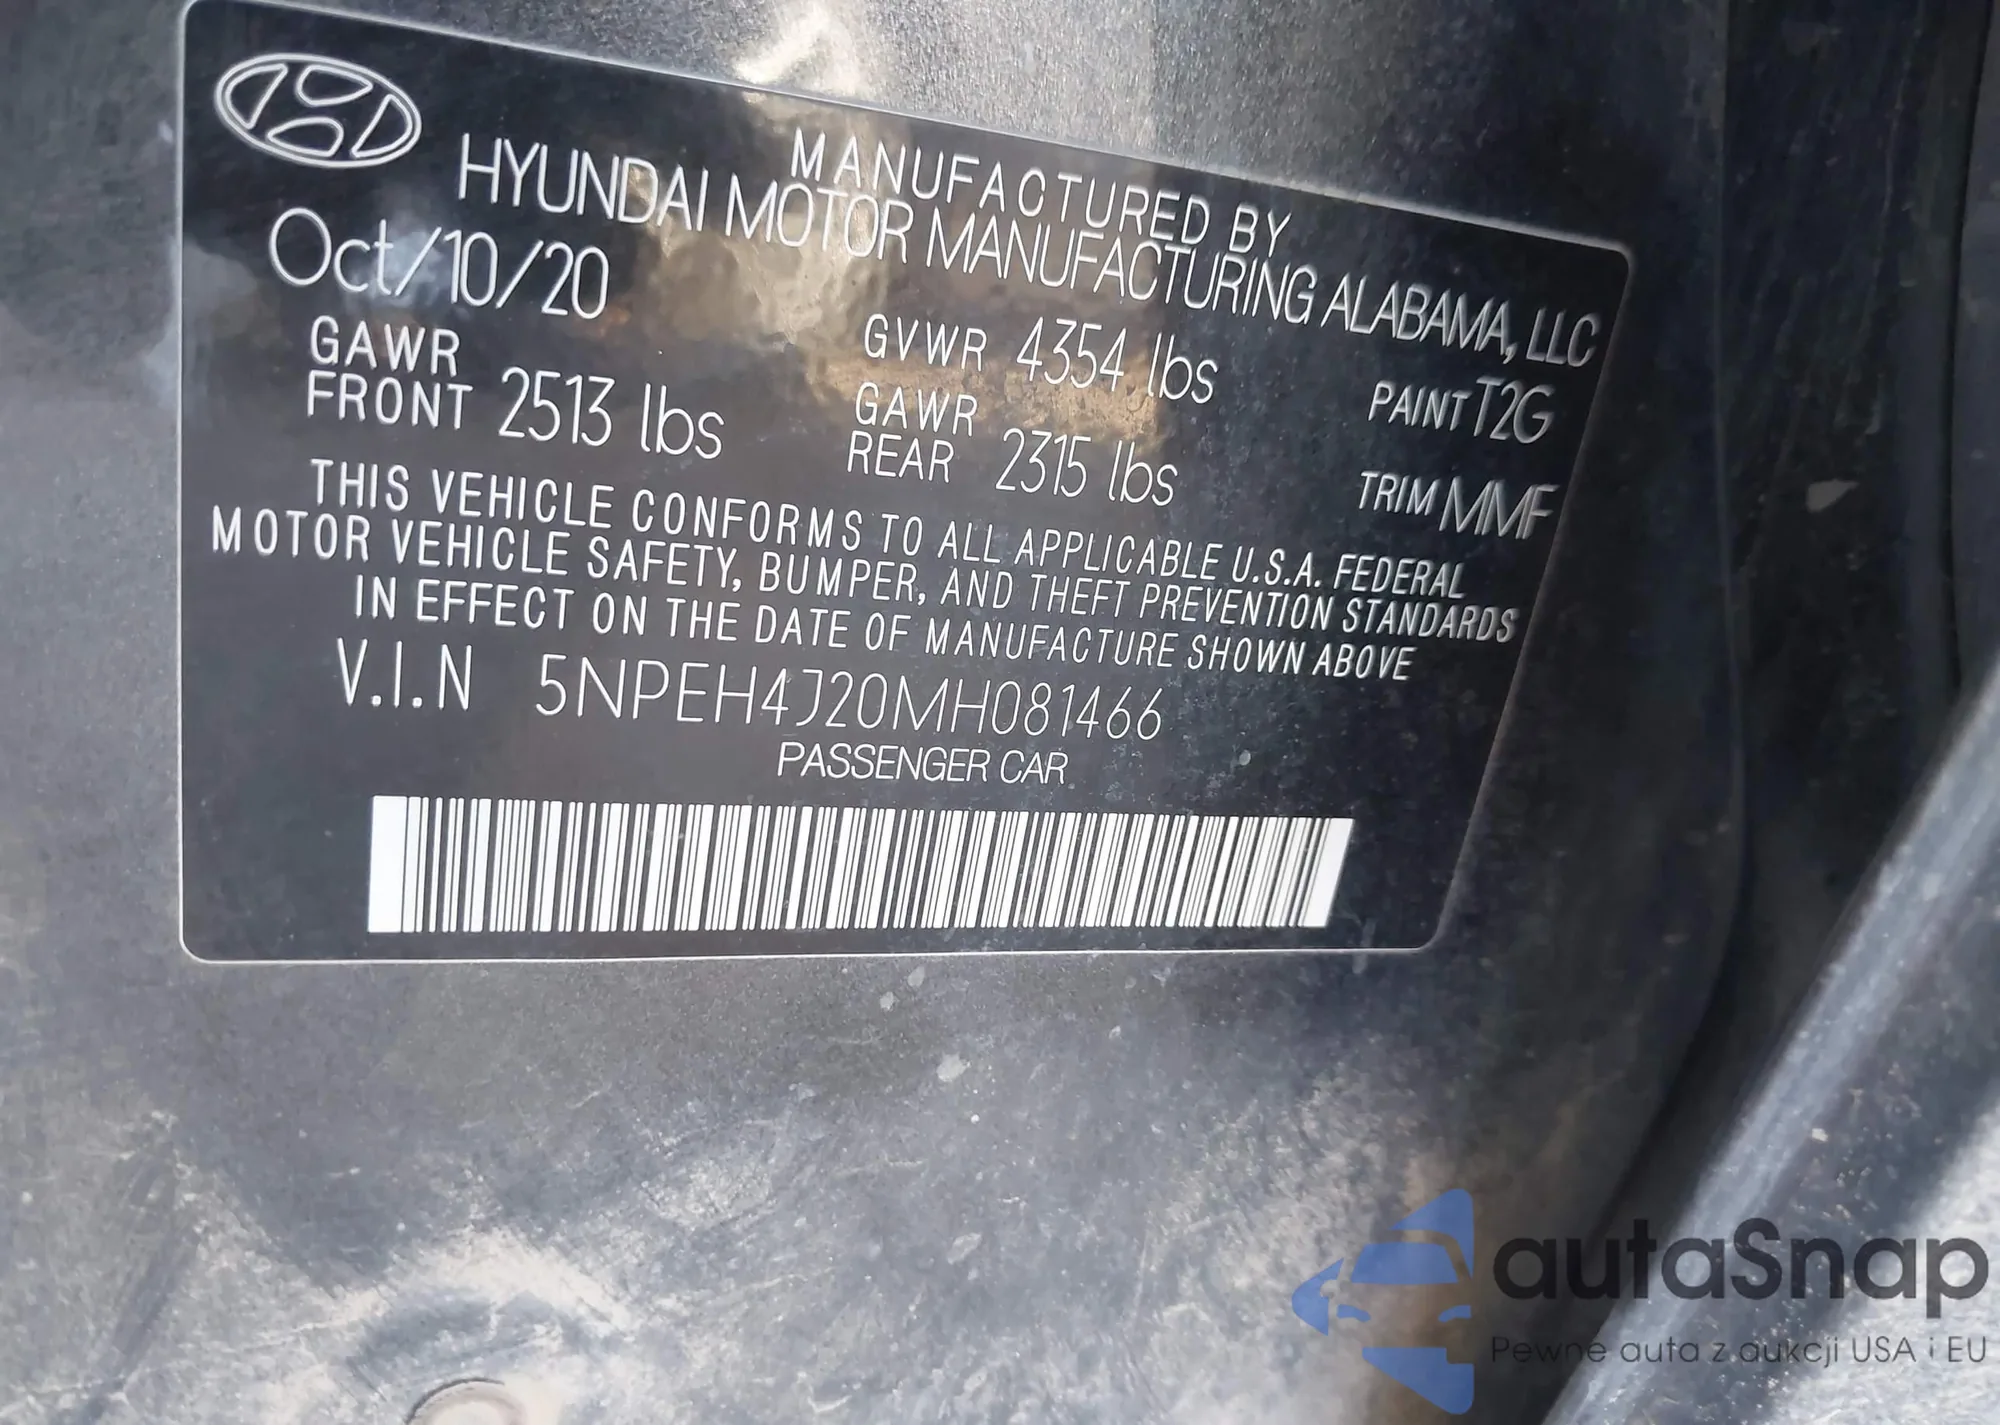 MANUFACTURED BY
HYUNDAI MOTOR MANUFACTURING ALABAMA, LLC
Oct/10/20
GAWR FRONT 2513 lbs
GVWR 4354 lbs
GAWR REAR 2315 lbs
PAINT T2G
TRIM MMF
THIS VEHICLE CONFORMS TO ALL APPLICABLE U.S.A. FEDERAL
MOTOR VEHICLE SAFETY, BUMPER, AND THEFT PREVENTION STANDARDS
IN EFFECT ON THE DATE OF MANUFACTURE SHOWN ABOVE
V.I.N 5NPEH4J20MH081466
PASSENGER CAR
autaSnap
Pewne auta z aukcji USA i EU